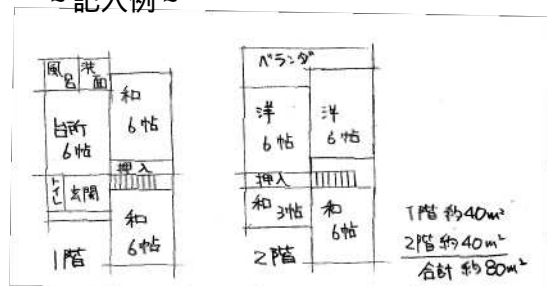 ~記入例~
風呂
洗面
和
6帖
台所
6帖
押入
トイレ
玄関
和
6帖
1階
ベランダ
洋
6帖
洋
6帖
押入
和 3帖
和
6帖
2階
1階 約40m²
2階 約40m²
合計 約80m²